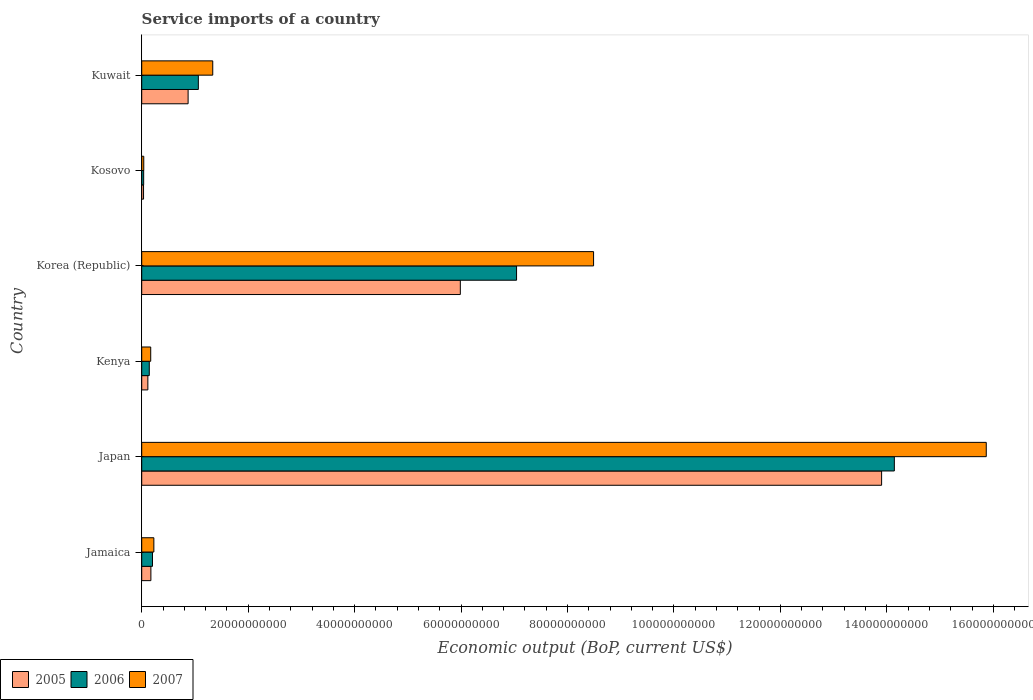 Service imports of a country
Country
Kuwait
Kosovo
Korea (Republic)
Kenya
Japan
Jamaica
0
20000000000
40000000000
60000000000
80000000000
100000000000
120000000000
140000000000
160000000000
Economic output (BoP, current US$)
2005
2006
2007